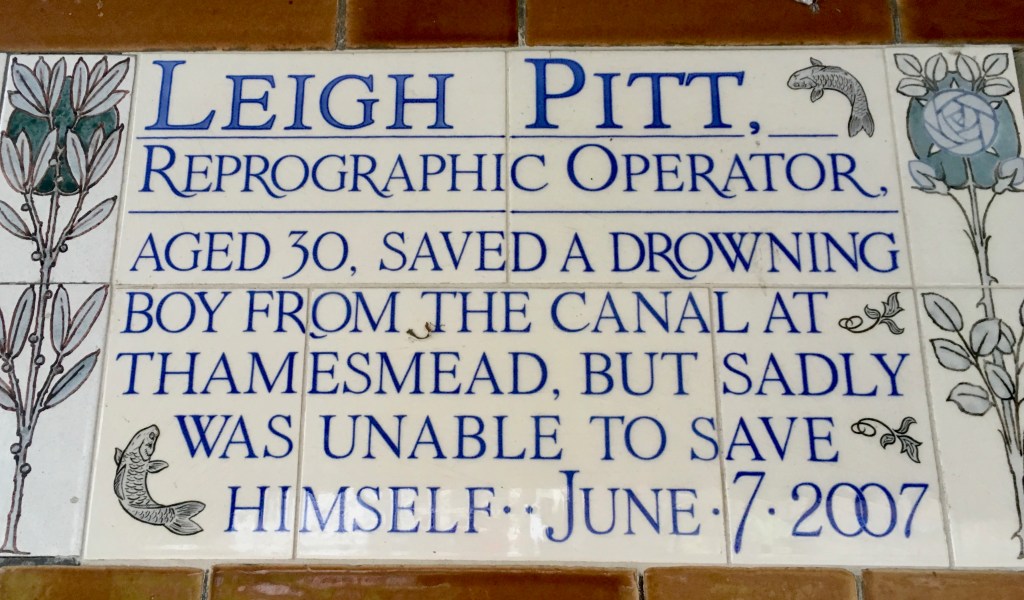 LEIGH PITT,
REPROGRAPHIC OPERATOR,
AGED 30, SAVED A DROWNING
BOY FROM THE CANAL AT
THAMESMEAD, BUT SADLY
WAS UNABLE TO SAVE
HIMSELF·· JUNE · 7 · 2007